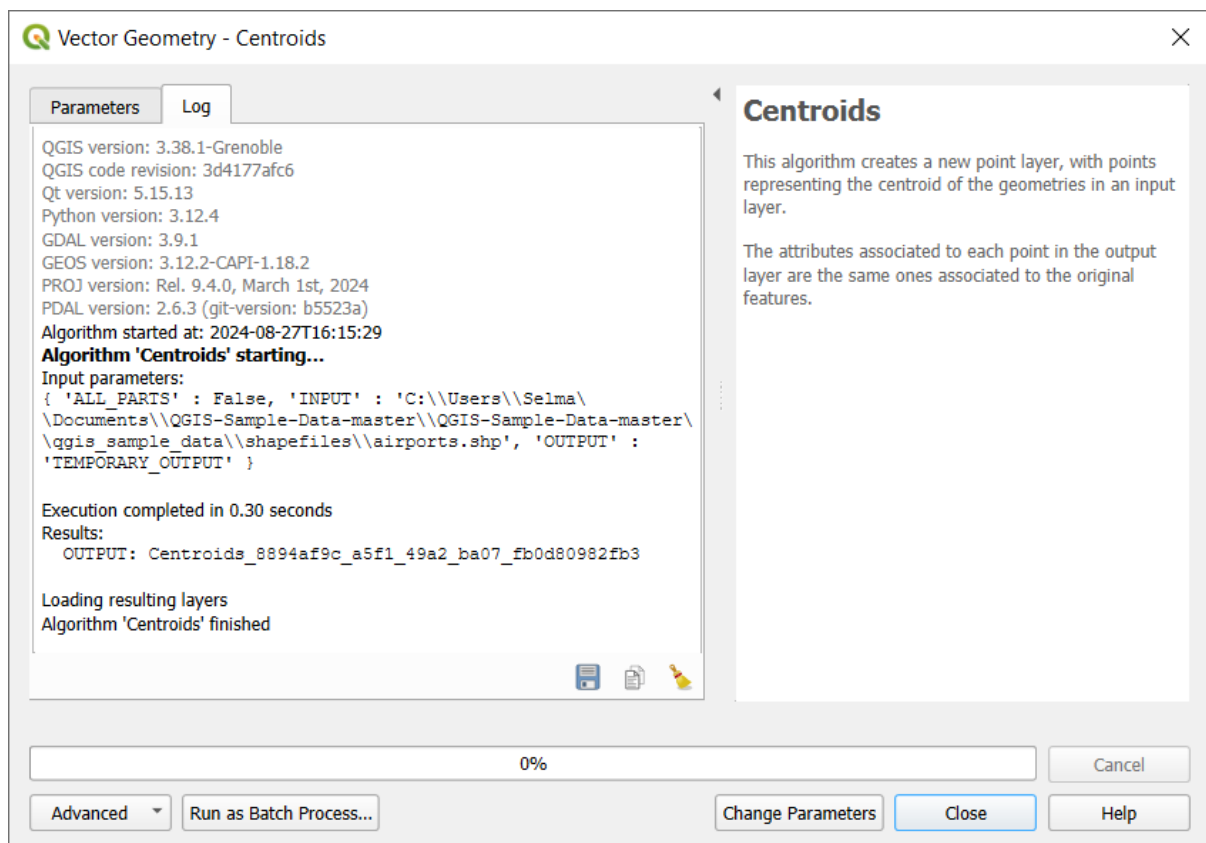 Vector Geometry - Centroids
Parameters
Log
QGIS version: 3.38.1-Grenoble
QGIS code revision: 3d4177afc6
Qt version: 5.15.13
Python version: 3.12.4
GDAL version: 3.9.1
GEOS version: 3.12.2-CAPI-1.18.2
PROJ version: Rel. 9.4.0, March 1st, 2024
PDAL version: 2.6.3 (git-version: b5523a)
Algorithm started at: 2024-08-27T16:15:29
Algorithm 'Centroids' starting...
Input parameters:
{ 'ALL_PARTS' : False, 'INPUT' : 'C:\\Users\\Selma\
\Documents\\QGIS-Sample-Data-master\\QGIS-Sample-Data-master\
\qgis_sample_data\\shapefiles\\airports.shp', 'OUTPUT' :
'TEMPORARY_OUTPUT' }
Execution completed in 0.30 seconds
Results:
OUTPUT: Centroids_8894af9c_a5f1_49a2_ba07_fb0d80982fb3
Loading resulting layers
Algorithm 'Centroids' finished
Centroids
This algorithm creates a new point layer, with points
representing the centroid of the geometries in an input
layer.
The attributes associated to each point in the output
layer are the same ones associated to the original
features.
0%
Cancel
Advanced
Run as Batch Process...
Change Parameters
Close
Help